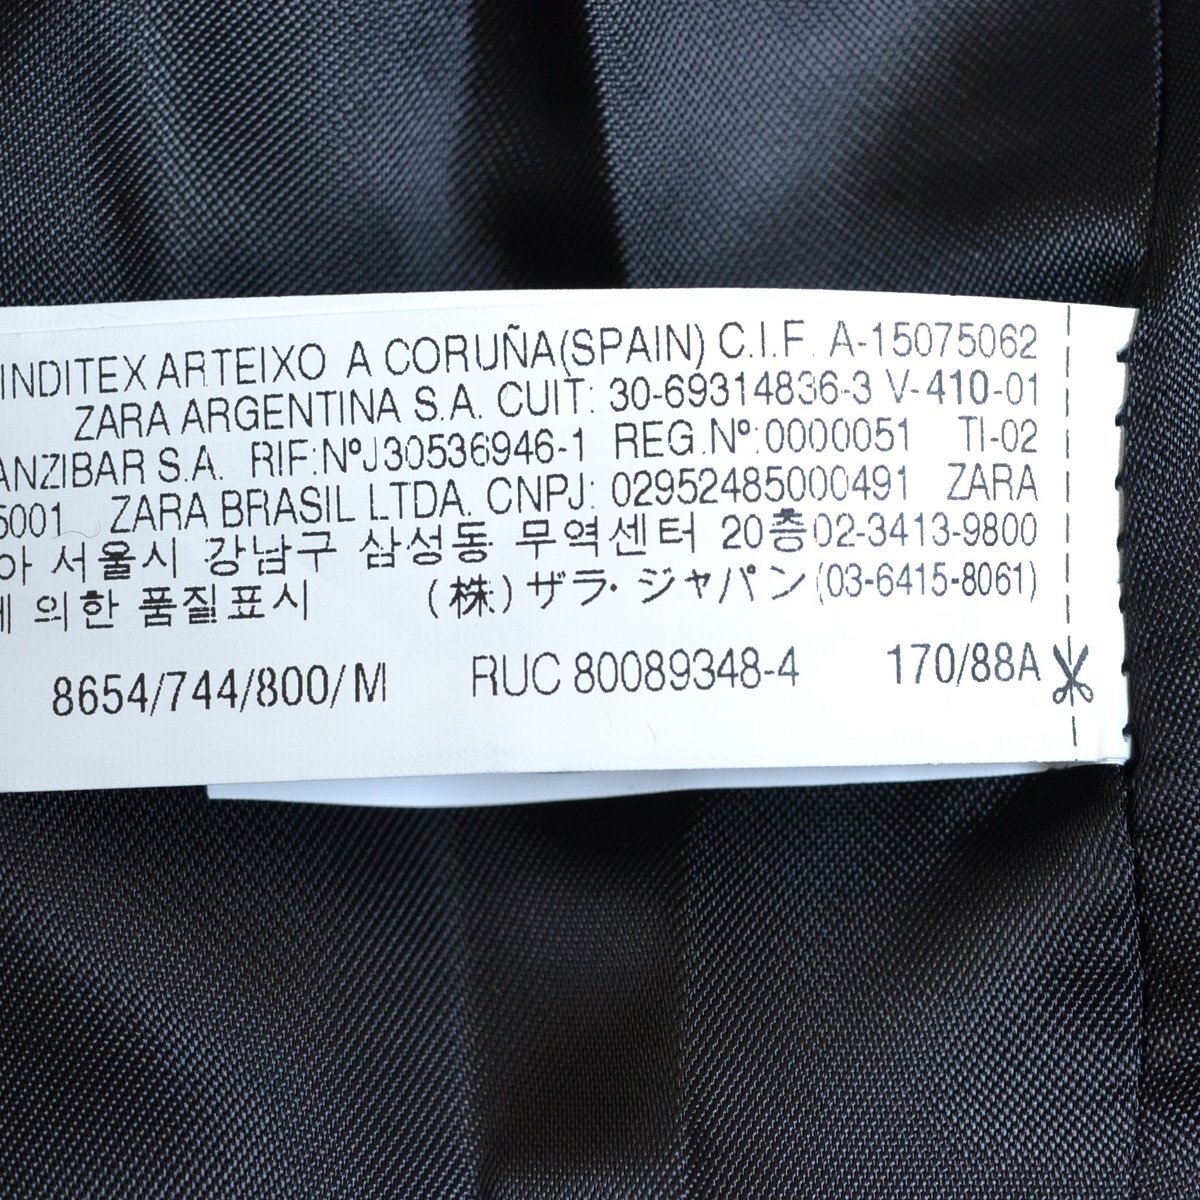 INDITEX ARTEIXO A CORUÑA(SPAIN) C.I.F. A-15075062
ZARA ARGENTINA S.A. CUIT: 30-69314836-3 V-410-01
ANZIBAR S.A. RIF:NºJ30536946-1 REG.Nº:0000051 TI-02
5001 ZARA BRASIL LTDA. CNPJ: 02952485000491 ZARA
아 서울시 강남구 삼성동 무역센터 20층02-3413-9800
의한 품질표시 (株)ザラ・ジャパン(03-6415-8061)
8654/744/800/M RUC 80089348-4 170/88A